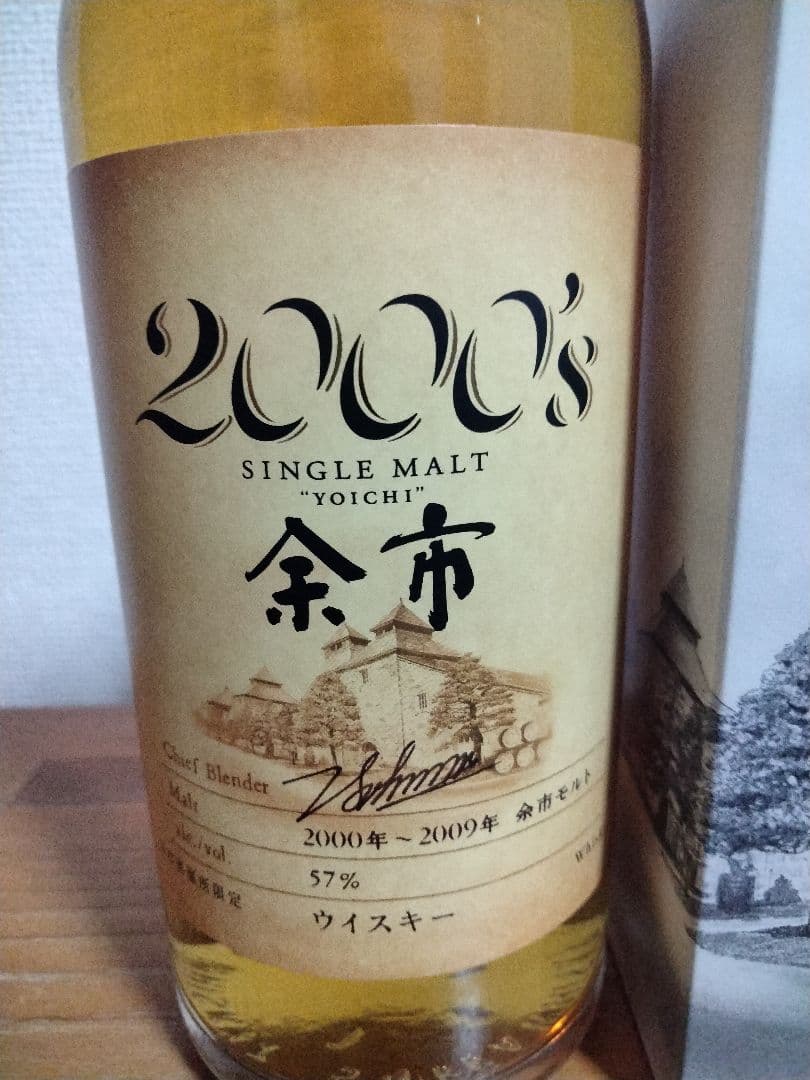 2000's
SINGLE MALT
"YOICHI"
余市
Chief Blender
Malt 2000年～2009年 余市モルト
Alc./vol. 57%
ウイスキー